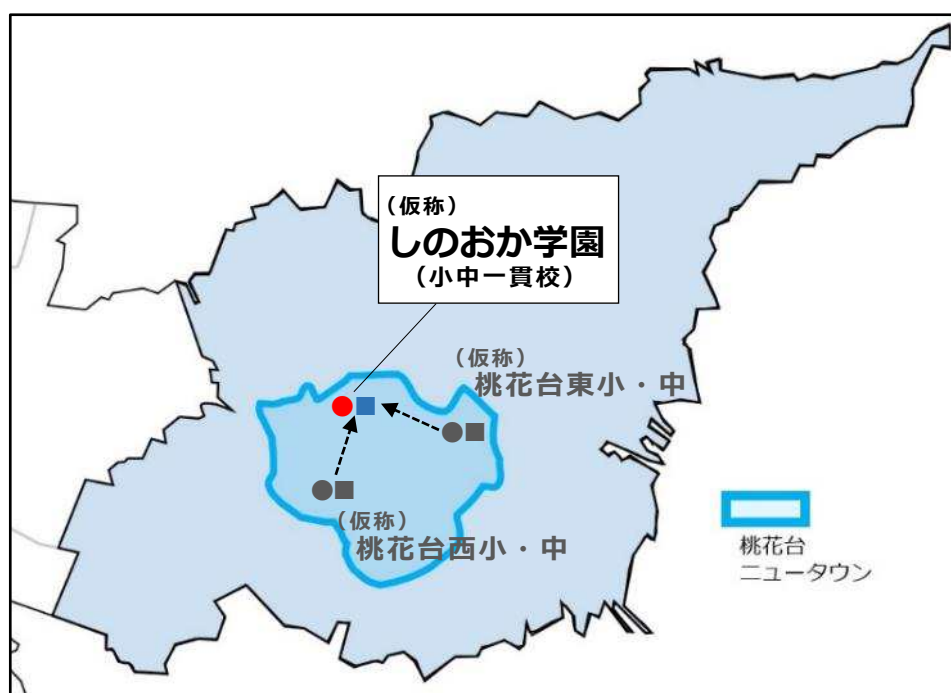 （仮称）
しのおか学園
（小中一貫校）
（仮称）
桃花台東小・中
（仮称）
桃花台西小・中
桃花台
ニュータウン